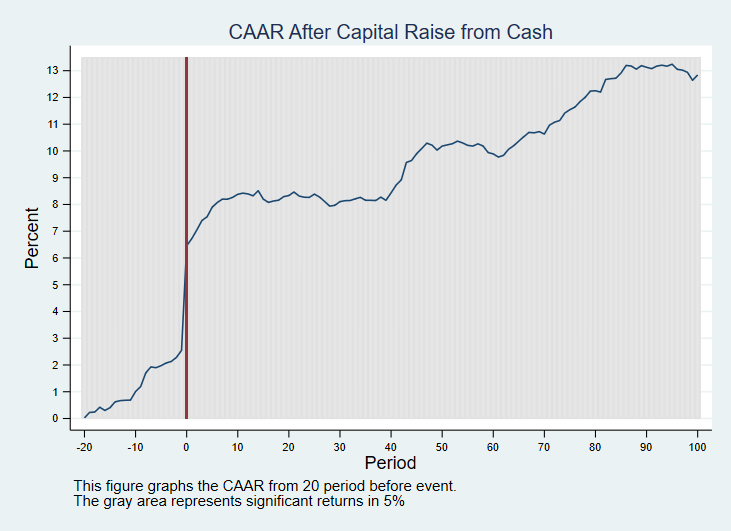 CAAR After Capital Raise from Cash
Percent
13
12
11
10
9
8
7
6
5
4
3
2
1
0
-20 -10 0 10 20 30 40 50 60 70 80 90 100
Period
This figure graphs the CAAR from 20 period before event.
The gray area represents significant returns in 5%